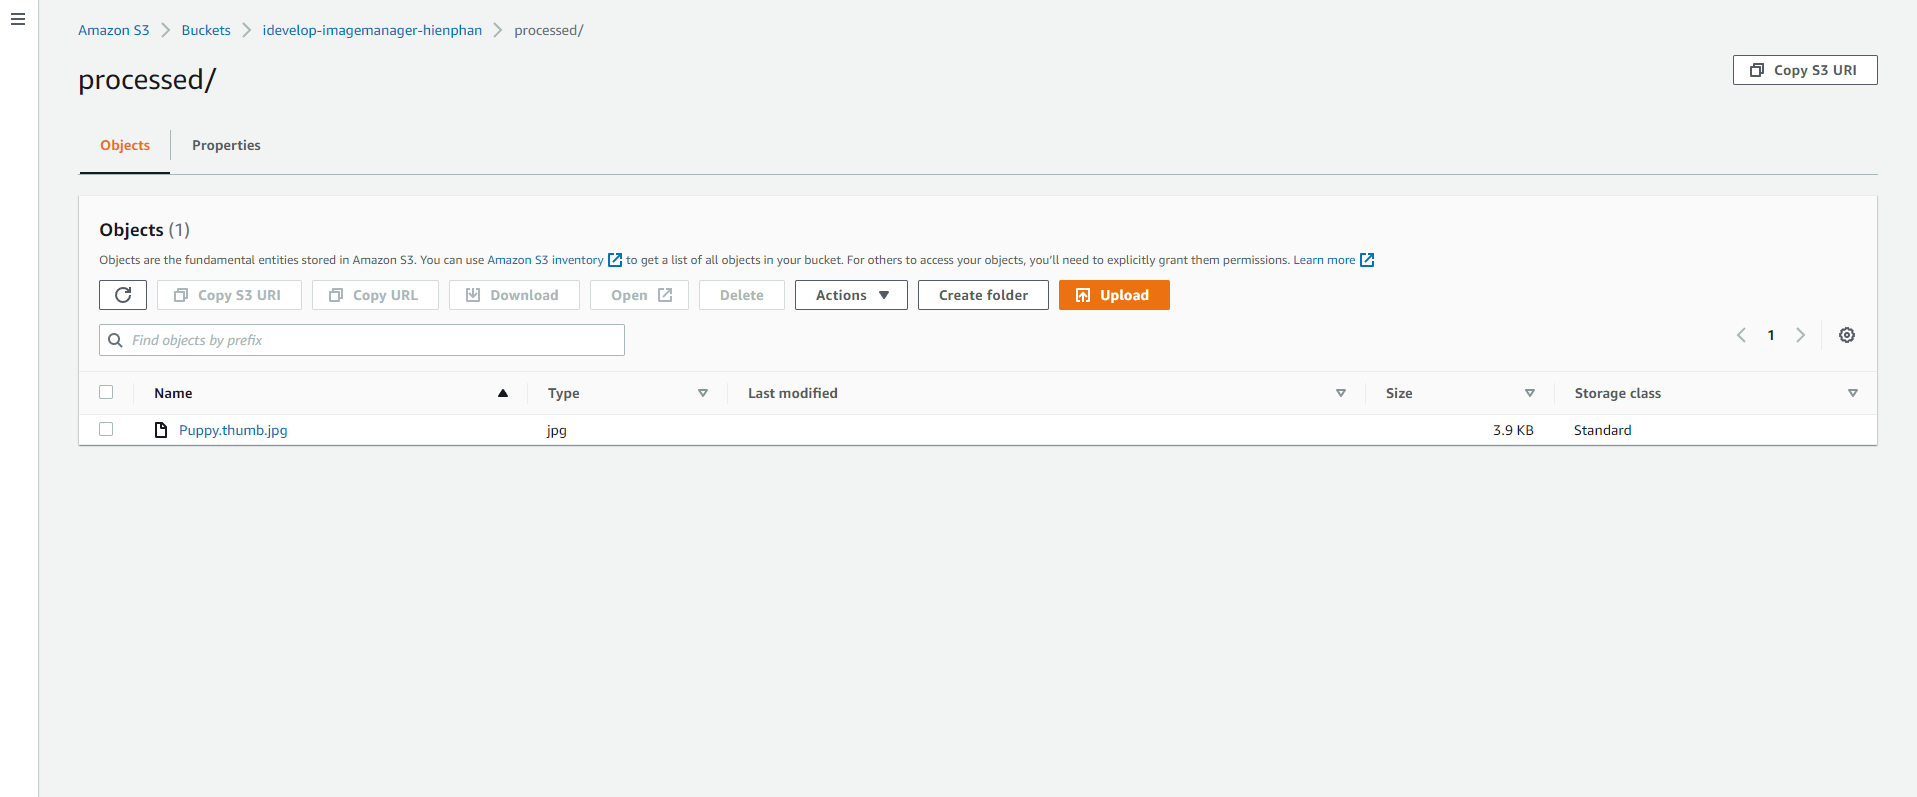 Amazon S3 Buckets idevelop-imagemanager-hienphan processed/
processed/
Copy S3 URI
Objects Properties
Objects (1)
Objects are the fundamental entities stored in Amazon S3. You can use Amazon S3 inventory to get a list of all objects in your bucket. For others to access your objects, you'll need to explicitly grant them permissions. Learn more
Copy S3 URI Copy URL Download Open Delete Actions Create folder Upload
Find objects by prefix
1
Name Type Last modified Size Storage class
Puppy.thumb.jpg jpg 3.9 KB Standard